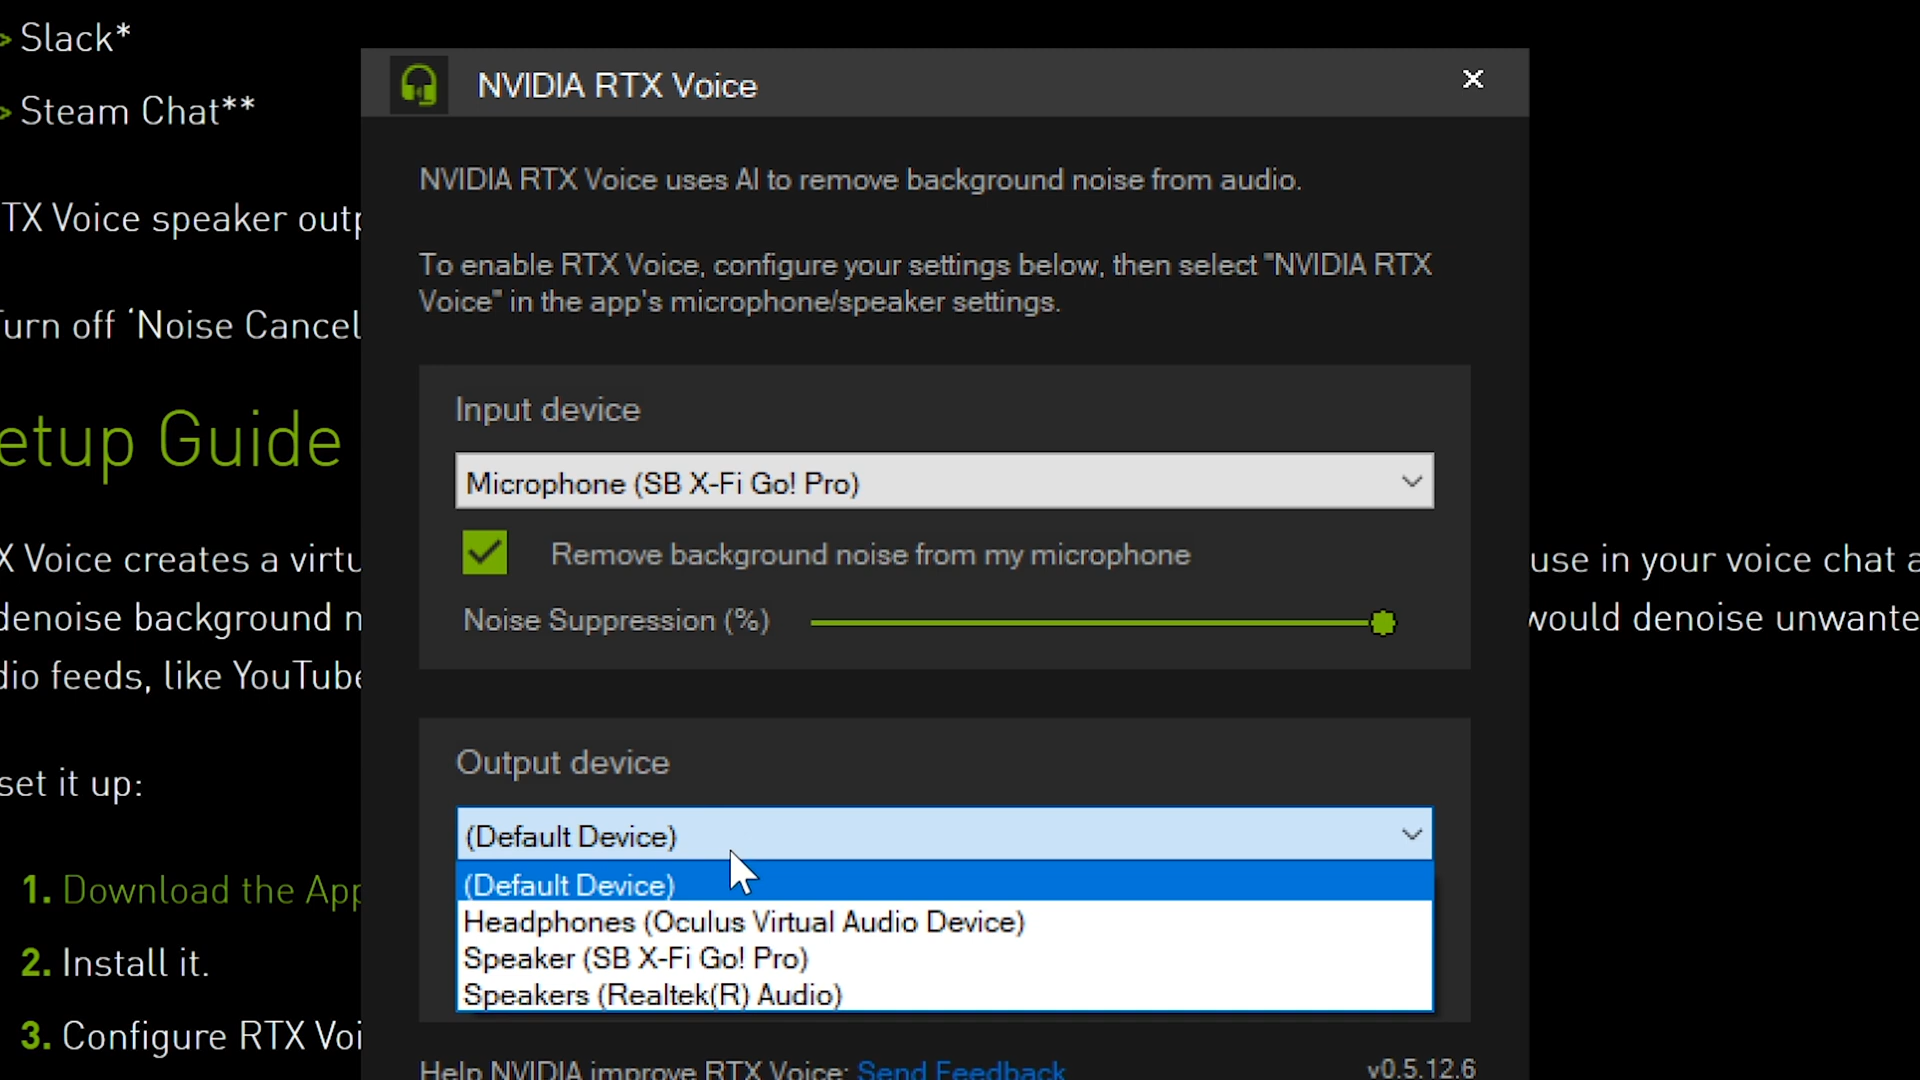 > Slack*
> Steam Chat**
TX Voice speaker outp
Turn off ‘Noise Cancel
etup Guide
X Voice creates a virtu
denoise background n
dio feeds, like YouTube
set it up:
1. Download the App
2. Install it.
3. Configure RTX Voi
NVIDIA RTX Voice
NVIDIA RTX Voice uses AI to remove background noise from audio.
To enable RTX Voice, configure your settings below, then select "NVIDIA RTX
Voice" in the app's microphone/speaker settings.
Input device
Microphone (SB X-Fi Go! Pro)
Remove background noise from my microphone
Noise Suppression (%)
Output device
(Default Device)
(Default Device)
Headphones (Oculus Virtual Audio Device)
Speaker (SB X-Fi Go! Pro)
Speakers (Realtek(R) Audio)
Help NVIDIA improve RTX Voice: Send Feedback
v0.5.12.6
use in your voice chat a
would denoise unwante